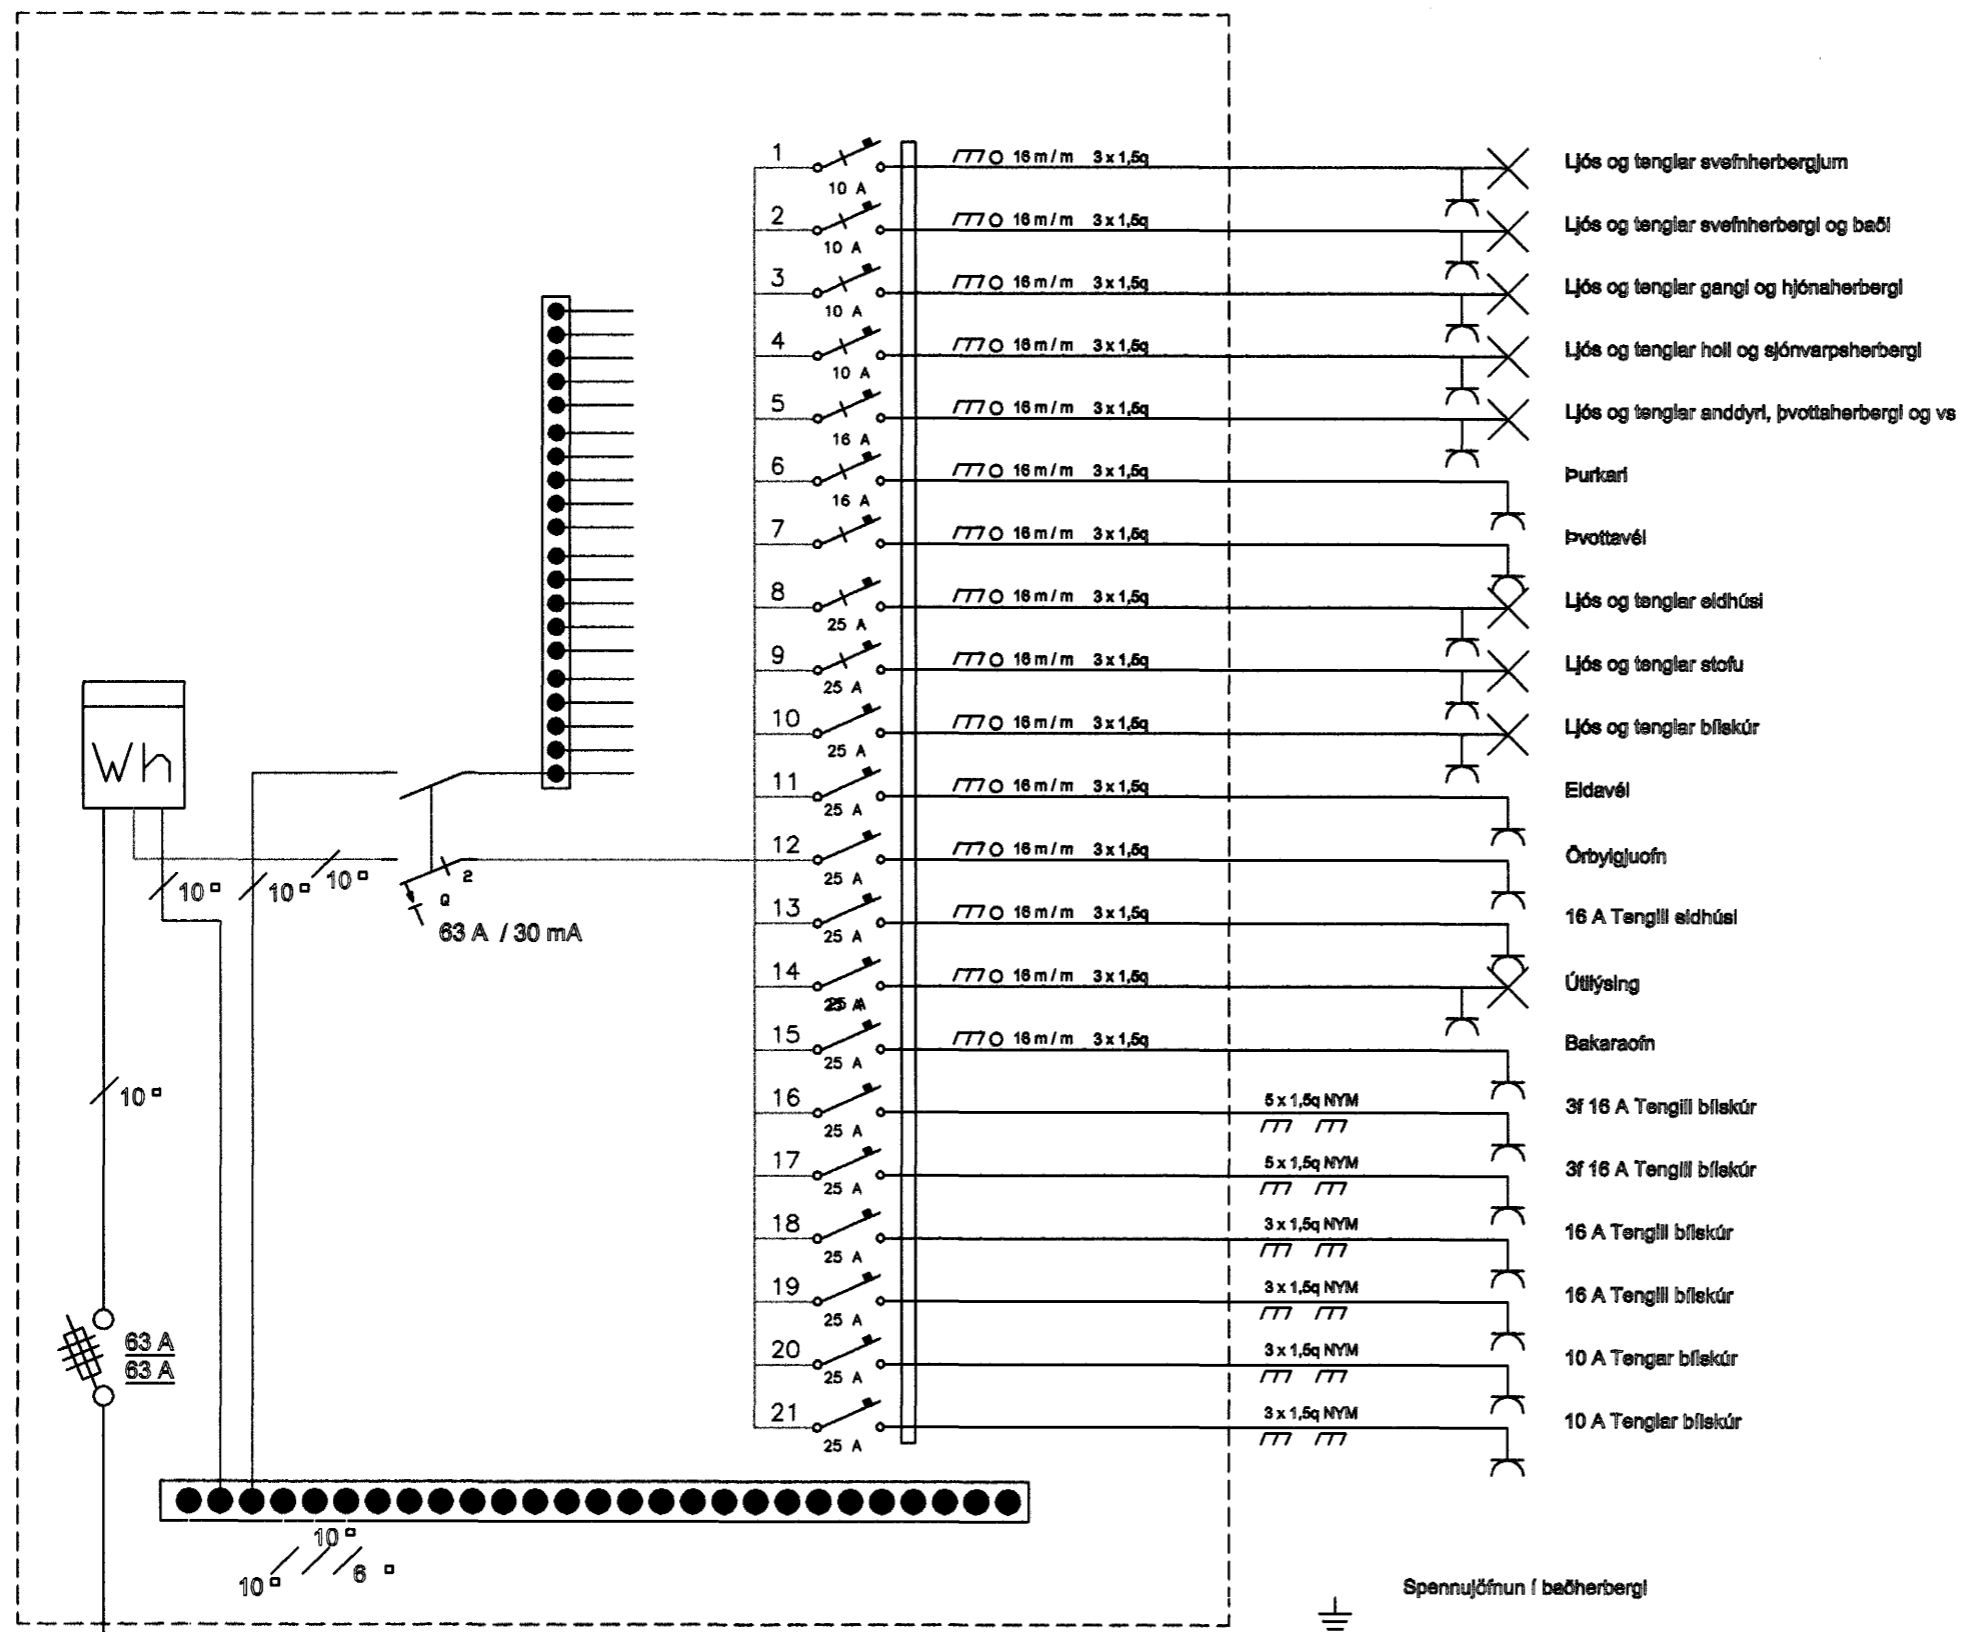 1 10 A 16 m/m 3 x 1,5q Ljós og tenglar svefnherbergjum
2 10 A 16 m/m 3 x 1,5q Ljós og tenglar svefnherbergi og baði
3 10 A 16 m/m 3 x 1,5q Ljós og tenglar gangi og hjónaherbergi
4 10 A 16 m/m 3 x 1,5q Ljós og tenglar holi og sjónvarpsherbergi
5 16 A 16 m/m 3 x 1,5q Ljós og tenglar anddyri, þvottaherbergi og vs
6 16 A 16 m/m 3 x 1,5q Þurkari
7 16 m/m 3 x 1,5q Þvottavél
8 25 A 16 m/m 3 x 1,5q Ljós og tenglar eldhúsi
9 25 A 16 m/m 3 x 1,5q Ljós og tenglar stofu
10 25 A 16 m/m 3 x 1,5q Ljós og tenglar bílskúr
Wh
11 25 A 16 m/m 3 x 1,5q Eldavél
12 25 A 16 m/m 3 x 1,5q Örbylgjuofn
10 10 10 2
Q
63 A / 30 mA
13 25 A 16 m/m 3 x 1,5q 16 A Tengill eldhúsi
14 25 A 16 m/m 3 x 1,5q Útilýsing
15 25 A 16 m/m 3 x 1,5q Bakaraofn
10
16 25 A 5 x 1,5q NYM 3f 16 A Tengill bílskúr
17 25 A 5 x 1,5q NYM 3f 16 A Tengill bílskúr
18 25 A 3 x 1,5q NYM 16 A Tengill bílskúr
19 25 A 3 x 1,5q NYM 16 A Tengill bílskúr
63 A
63 A
20 25 A 3 x 1,5q NYM 10 A Tengar bílskúr
21 25 A 3 x 1,5q NYM 10 A Tenglar bílskúr
10
10 6
Spennujöfnun í baðherbergi